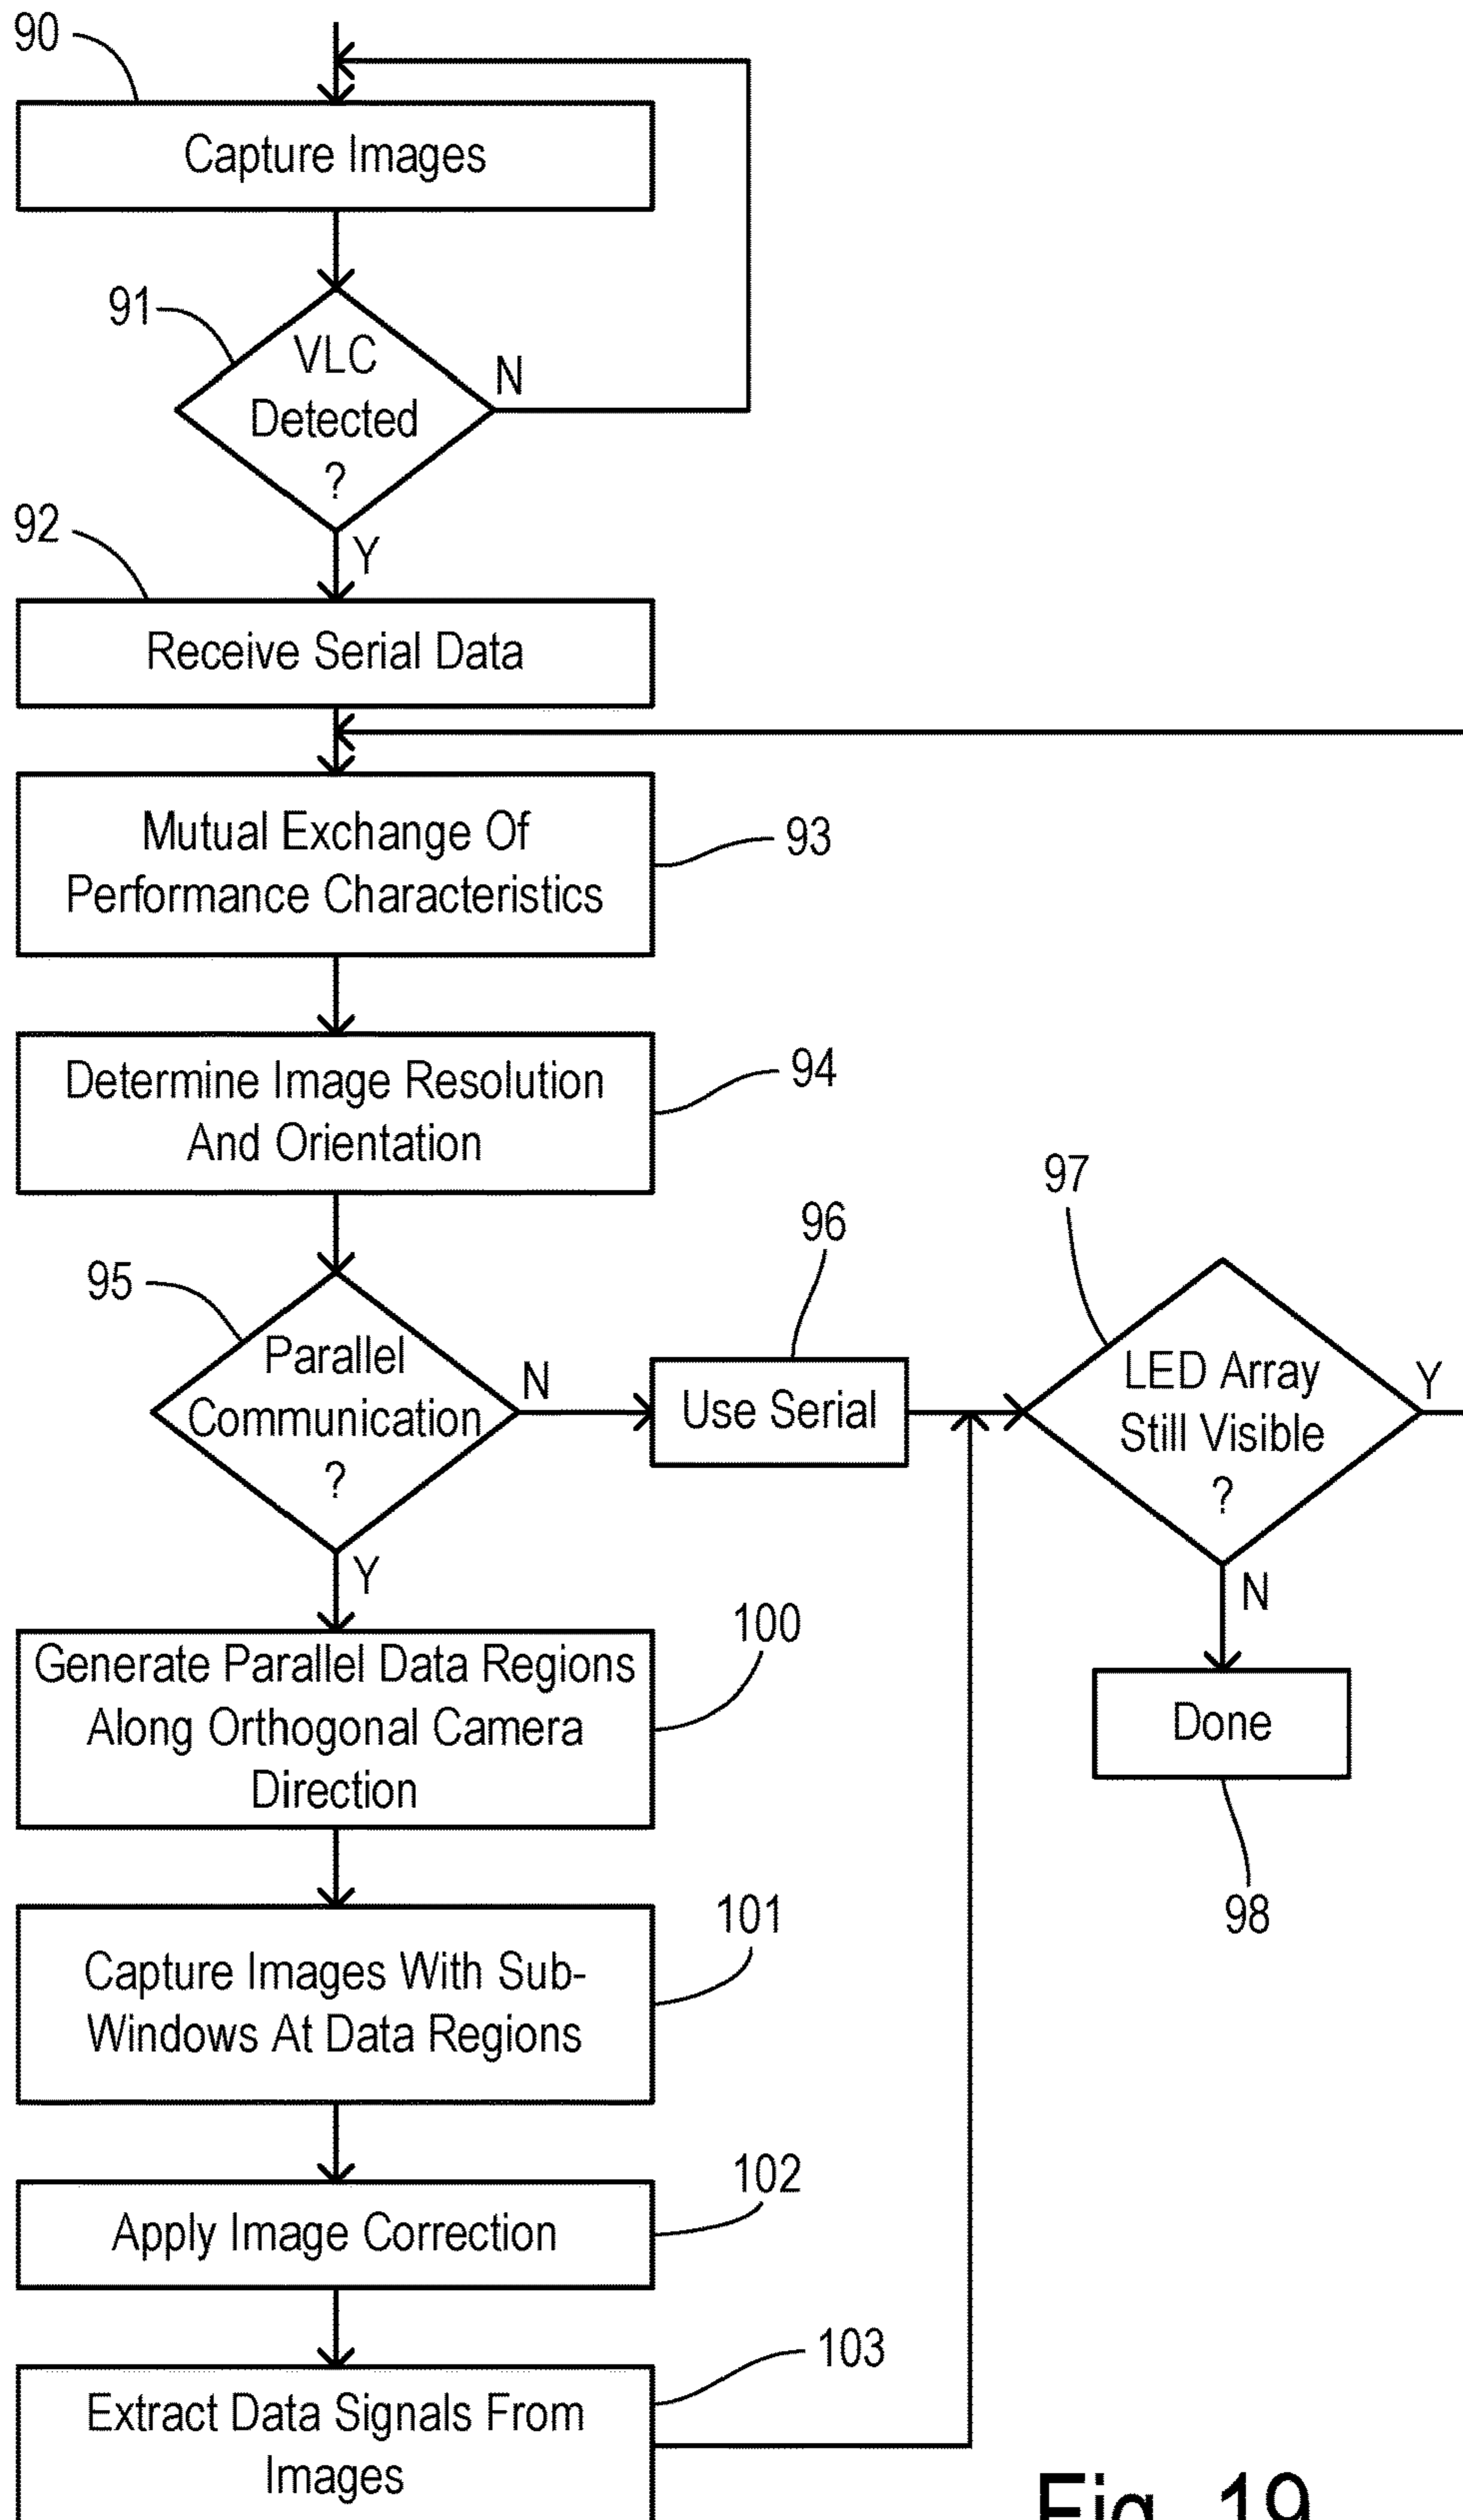 90
Capture Images
91
VLC
Detected
?
N
Y
92
Receive Serial Data
Mutual Exchange Of
Performance Characteristics
93
Determine Image Resolution
And Orientation
94
95
Parallel
Communication
?
N
Y
96
Use Serial
97
LED Array
Still Visible
?
Y
N
Done
98
Generate Parallel Data Regions
Along Orthogonal Camera
Direction
100
Capture Images With Sub-
Windows At Data Regions
101
Apply Image Correction
102
Extract Data Signals From
Images
103
Fig. 19